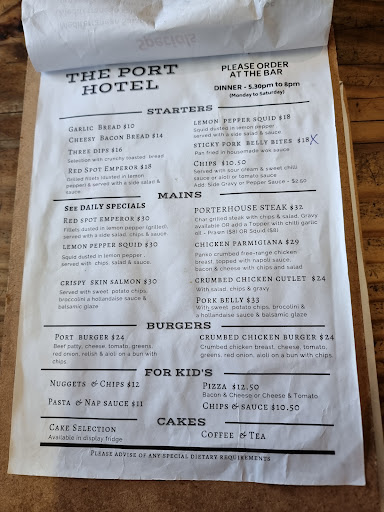 Specials
THE PORT
HOTEL
PLEASE ORDER
AT THE BAR
DINNER - 5.30pm to 8pm
(Monday to Saturday)
STARTERS
GARLIC BREAD $10
CHEESY BACON BREAD $14
THREE DIPS $16
Selection with crunchy toasted bread
RED SPOT EMPEROR $18
Grilled fillets (dusted in lemon
pepper) & served with a side salad &
sauce.
LEMON PEPPER SQUID $18
Squid dusted in lemon pepper
served with a side salad & sauce
STICKY PORK BELLY BITES $18 X
Pan fried in housemade wok sauce
CHIPS $10.50
Served with sour cream & sweet chilli
sauce or aioli or tomato sauce
Add: Side Gravy or Pepper Sauce - $2.50
MAINS
SEE DAILY SPECIALS
RED SPOT EMPEROR $30
Fillets dusted in lemon pepper (grilled),
served with a side salad, chips & sauce.
LEMON PEPPER SQUID $30
Squid dusted in lemon pepper,
served with chips, salad & sauce.
CRISPY SKIN SALMON $30
Served with sweet potato chips,
broccolini a hollandaise sauce &
balsamic glaze
PORTERHOUSE STEAK $32
Char grilled steak with chips & salad. Gravy
available OR add a Topper with chilli garlic
oil - Prawn ($8) OR Squid ($8)
CHICKEN PARMIGIANA $29
Panko crumbed free-range chicken
breast, topped with napoli sauce,
bacon & cheese with chips and salad
CRUMBED CHICKEN CUTLET $24
With salad, chips & gravy
PORK BELLY $33
With sweet potato chips, brocolini &
a hollandaise sauce & balsamic glaze
BURGERS
PORT BURGER $24
Beef patty, cheese, tomato, greens,
red onion, relish & aioli on a bun with
chips.
CRUMBED CHICKEN BURGER $24
Crumbed chicken breast, cheese, tomato,
greens, red onion, aioli on a bun with chips.
FOR KID'S
NUGGETS & CHIPS $12
PASTA & NAP SAUCE $11
PIZZA $12.50
Bacon & Cheese or Cheese & Tomato
CHIPS & SAUCE $10.50
CAKES
CAKE SELECTION
Available in display fridge
COFFEE & TEA
PLEASE ADVISE OF ANY SPECIAL DIETARY REQUIREMENTS